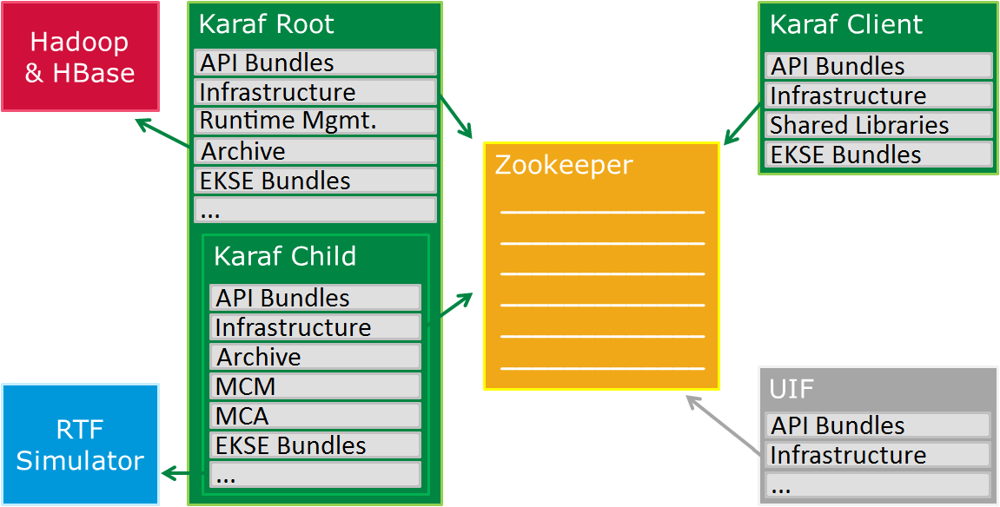 Hadoop
& HBase
Karaf Root
API Bundles
Infrastructure
Runtime Mgmt.
Archive
EKSE Bundles
...
Karaf Child
API Bundles
Infrastructure
Archive
MCM
MCA
EKSE Bundles
...
RTF
Simulator
Zookeeper
Karaf Client
API Bundles
Infrastructure
Shared Libraries
EKSE Bundles
UIF
API Bundles
Infrastructure
...